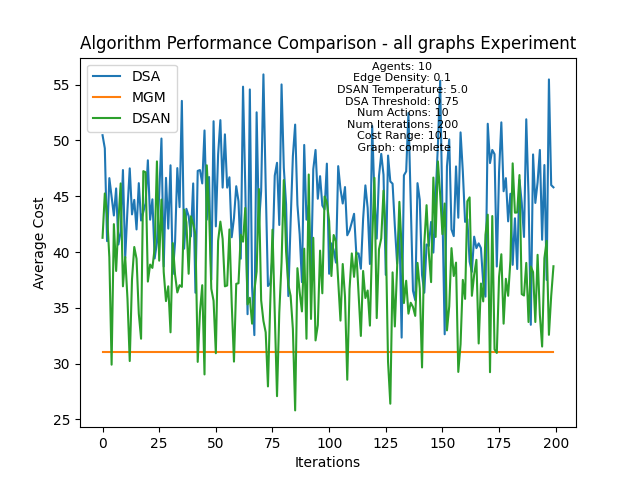 Algorithm Performance Comparison - all graphs Experiment
DSA
MGM
DSAN
Agents: 10
Edge Density: 0.1
DSAN Temperature: 5.0
DSA Threshold: 0.75
Num Actions: 10
Num Iterations: 200
Cost Range: 101
Graph: complete
Average Cost
55
50
45
40
35
30
25
0
25
50
75
100
125
150
175
200
Iterations